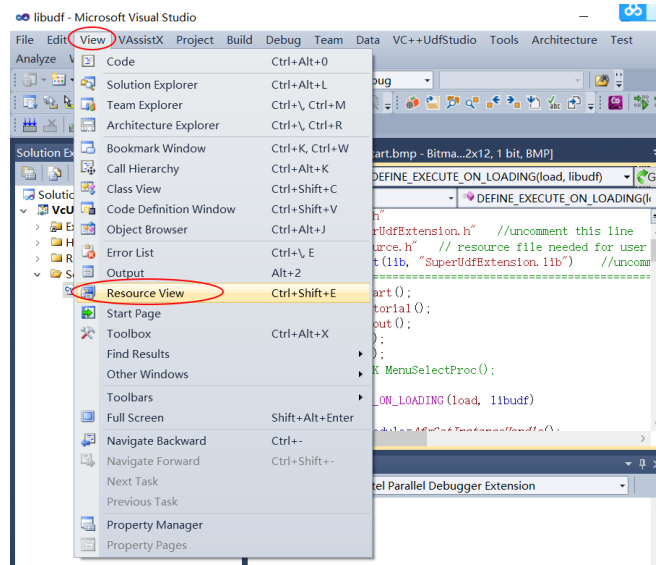 libudf - Microsoft Visual Studio
File Edit View VAssistX Project Build Debug Team Data VC++UdfStudio Tools Architecture Test
Analyze
Code Ctrl+Alt+0
Solution Explorer Ctrl+Alt+L
Team Explorer Ctrl+\, Ctrl+M
Architecture Explorer Ctrl+\, Ctrl+R
Bookmark Window Ctrl+K, Ctrl+W
Call Hierarchy Ctrl+Alt+K
Class View Ctrl+Shift+C
Code Definition Window Ctrl+Shift+V
Object Browser Ctrl+Alt+J
Error List Ctrl+\, E
Output Alt+2
Resource View Ctrl+Shift+E
Start Page
Toolbox Ctrl+Alt+X
Find Results
Other Windows
Toolbars
Full Screen Shift+Alt+Enter
Navigate Backward Ctrl+-
Navigate Forward Ctrl+Shift+-
Next Task
Previous Task
Property Manager
Property Pages
bug
Solution Ex
Solutic
VcU
E
H
R
S
tart.bmp - Bitma...2x12, 1 bit, BMP]
DEFINE_EXECUTE_ON_LOADING(load, libudf)
G
DEFINE_EXECUTE_ON_LOADING(l
h"
rUdfExtension.h" //uncomment this line
urce.h" // resource file needed for user
t(lib, "SuperUdfExtension.lib") //uncomm
art();
torial();
out();
);
);
K MenuSelectProc();
_ON_LOADING(load, libudf)
tel Parallel Debugger Extension